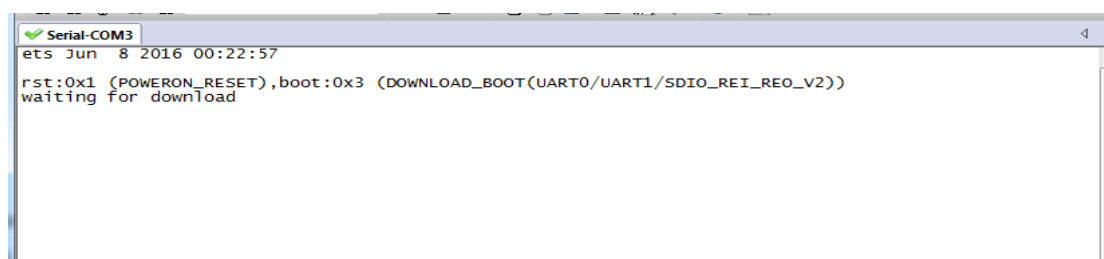 Serial-COM3
ets Jun  8 2016 00:22:57
rst:0x1 (POWERON_RESET),boot:0x3 (DOWNLOAD_BOOT(UART0/UART1/SDIO_REI_REO_V2))
waiting for download